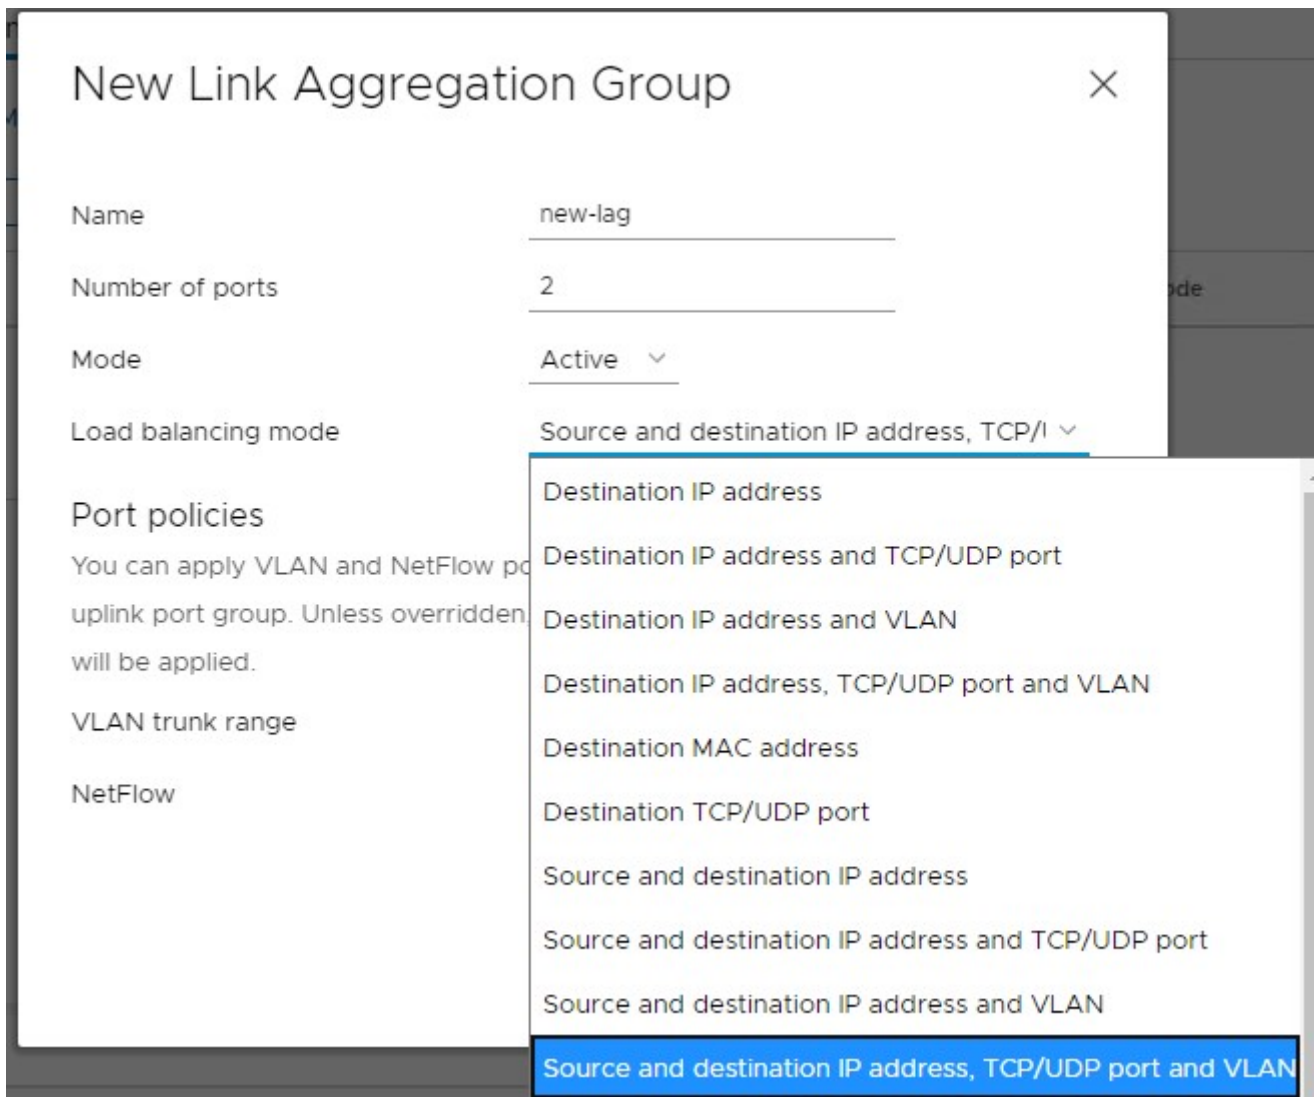 New Link Aggregation Group
Name
new-lag
Number of ports
2
ode
Mode
Active
Load balancing mode
Source and destination IP address, TCP/
Port policies
You can apply VLAN and NetFlow po
uplink port group. Unless overridden,
will be applied.
VLAN trunk range
NetFlow
Destination IP address
Destination IP address and TCP/UDP port
Destination IP address and VLAN
Destination IP address, TCP/UDP port and VLAN
Destination MAC address
Destination TCP/UDP port
Source and destination IP address
Source and destination IP address and TCP/UDP port
Source and destination IP address and VLAN
Source and destination IP address, TCP/UDP port and VLAN